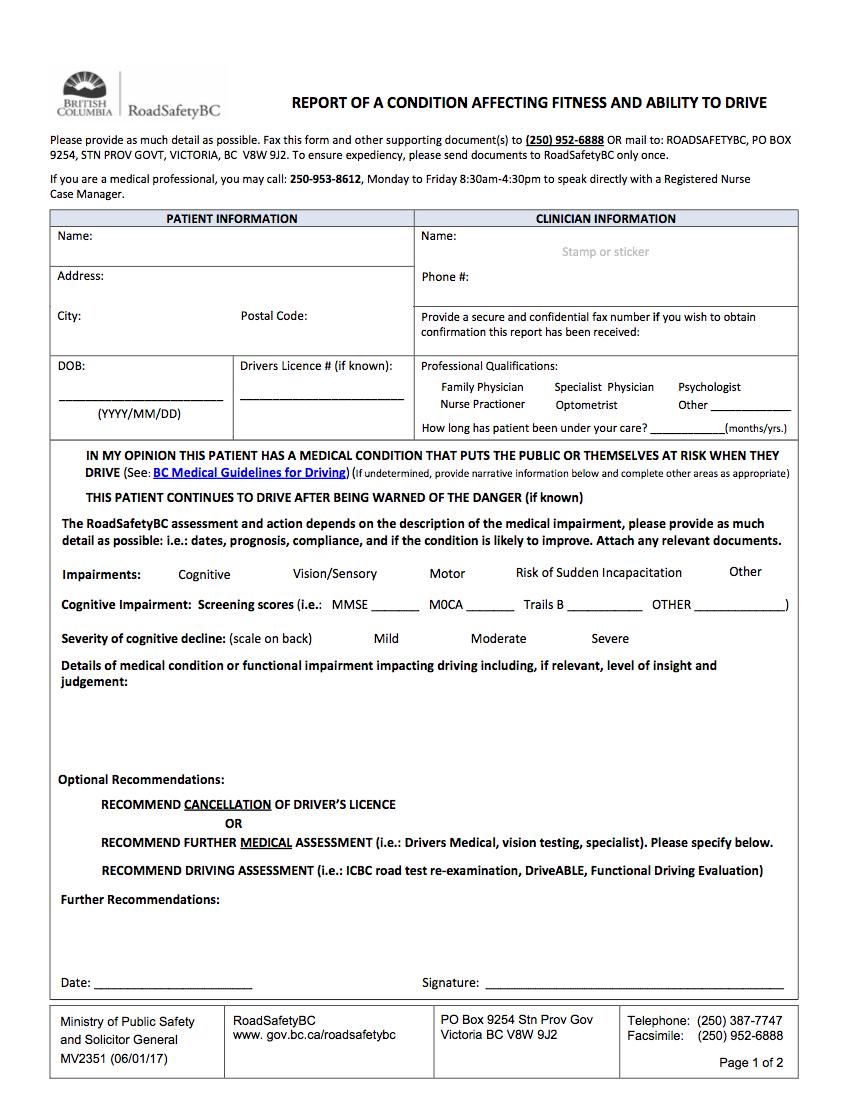 BRITISH
COLUMBIA
RoadSafetyBC
REPORT OF A CONDITION AFFECTING FITNESS AND ABILITY TO DRIVE
Please provide as much detail as possible. Fax this form and other supporting document(s) to (250) 952-6888 OR mail to: ROADSAFETYBC, PO BOX
9254, STN PROV GOVT, VICTORIA, BC  V8W 9J2. To ensure expediency, please send documents to RoadSafetyBC only once.
If you are a medical professional, you may call: 250-953-8612, Monday to Friday 8:30am-4:30pm to speak directly with a Registered Nurse
Case Manager.
PATIENT INFORMATION
Name:
Address:
City: Postal Code:
DOB: ________________________
(YYYY/MM/DD)
Drivers Licence # (if known):
________________________
CLINICIAN INFORMATION
Name:
Stamp or sticker
Phone #:
Provide a secure and confidential fax number if you wish to obtain
confirmation this report has been received:
Professional Qualifications:
Family Physician Specialist Physician Psychologist
Nurse Practioner Optometrist Other ____________
How long has patient been under your care? ____________(months/yrs.)
IN MY OPINION THIS PATIENT HAS A MEDICAL CONDITION THAT PUTS THE PUBLIC OR THEMSELVES AT RISK WHEN THEY
DRIVE (See: BC Medical Guidelines for Driving) (If undetermined, provide narrative information below and complete other areas as appropriate)
THIS PATIENT CONTINUES TO DRIVE AFTER BEING WARNED OF THE DANGER (if known)
The RoadSafetyBC assessment and action depends on the description of the medical impairment, please provide as much
detail as possible: i.e.: dates, prognosis, compliance, and if the condition is likely to improve. Attach any relevant documents.
Impairments: Cognitive Vision/Sensory Motor Risk of Sudden Incapacitation Other
Cognitive Impairment: Screening scores (i.e.: MMSE _______ M0CA _______ Trails B ___________ OTHER _____________)
Severity of cognitive decline: (scale on back) Mild Moderate Severe
Details of medical condition or functional impairment impacting driving including, if relevant, level of insight and
judgement:
Optional Recommendations:
RECOMMEND CANCELLATION OF DRIVER'S LICENCE
OR
RECOMMEND FURTHER MEDICAL ASSESSMENT (i.e.: Drivers Medical, vision testing, specialist). Please specify below.
RECOMMEND DRIVING ASSESSMENT (i.e.: ICBC road test re-examination, DriveABLE, Functional Driving Evaluation)
Further Recommendations:
Date: _______________________ Signature: ___________________________________________
Ministry of Public Safety
and Solicitor General
MV2351 (06/01/17)
RoadSafetyBC
www. gov.bc.ca/roadsafetybc
PO Box 9254 Stn Prov Gov
Victoria BC V8W 9J2
Telephone: (250) 387-7747
Facsimile: (250) 952-6888
Page 1 of 2